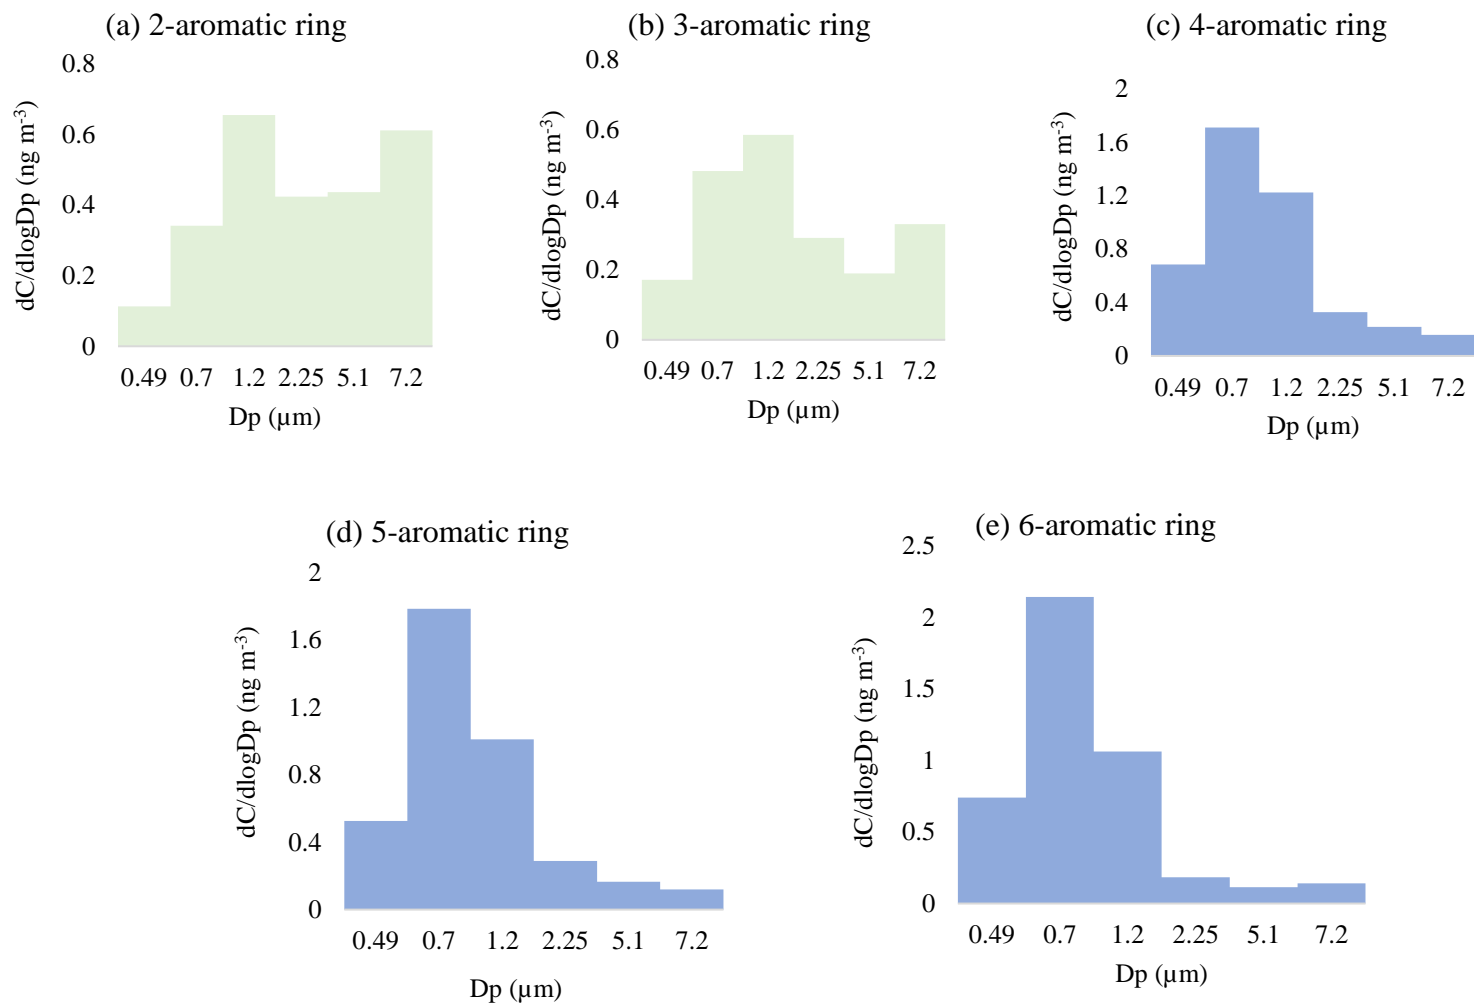 (a) 2-aromatic ring
0.8
0.6
0.4
0.2
0
dC/dlogDp (ng m-3)
0.49 0.7 1.2 2.25 5.1 7.2
Dp (µm)
(b) 3-aromatic ring
0.8
0.6
0.4
0.2
0
dC/dlogDp (ng m-3)
0.49 0.7 1.2 2.25 5.1 7.2
Dp (µm)
(c) 4-aromatic ring
2
1.6
1.2
0.8
0.4
0
dC/dlogDp (ng m-3)
0.49 0.7 1.2 2.25 5.1 7.2
Dp (µm)
(d) 5-aromatic ring
2
1.6
1.2
0.8
0.4
0
dC/dlogDp (ng m-3)
0.49 0.7 1.2 2.25 5.1 7.2
Dp (µm)
(e) 6-aromatic ring
2.5
2
1.5
1
0.5
0
dC/dlogDp (ng m-3)
0.49 0.7 1.2 2.25 5.1 7.2
Dp (µm)